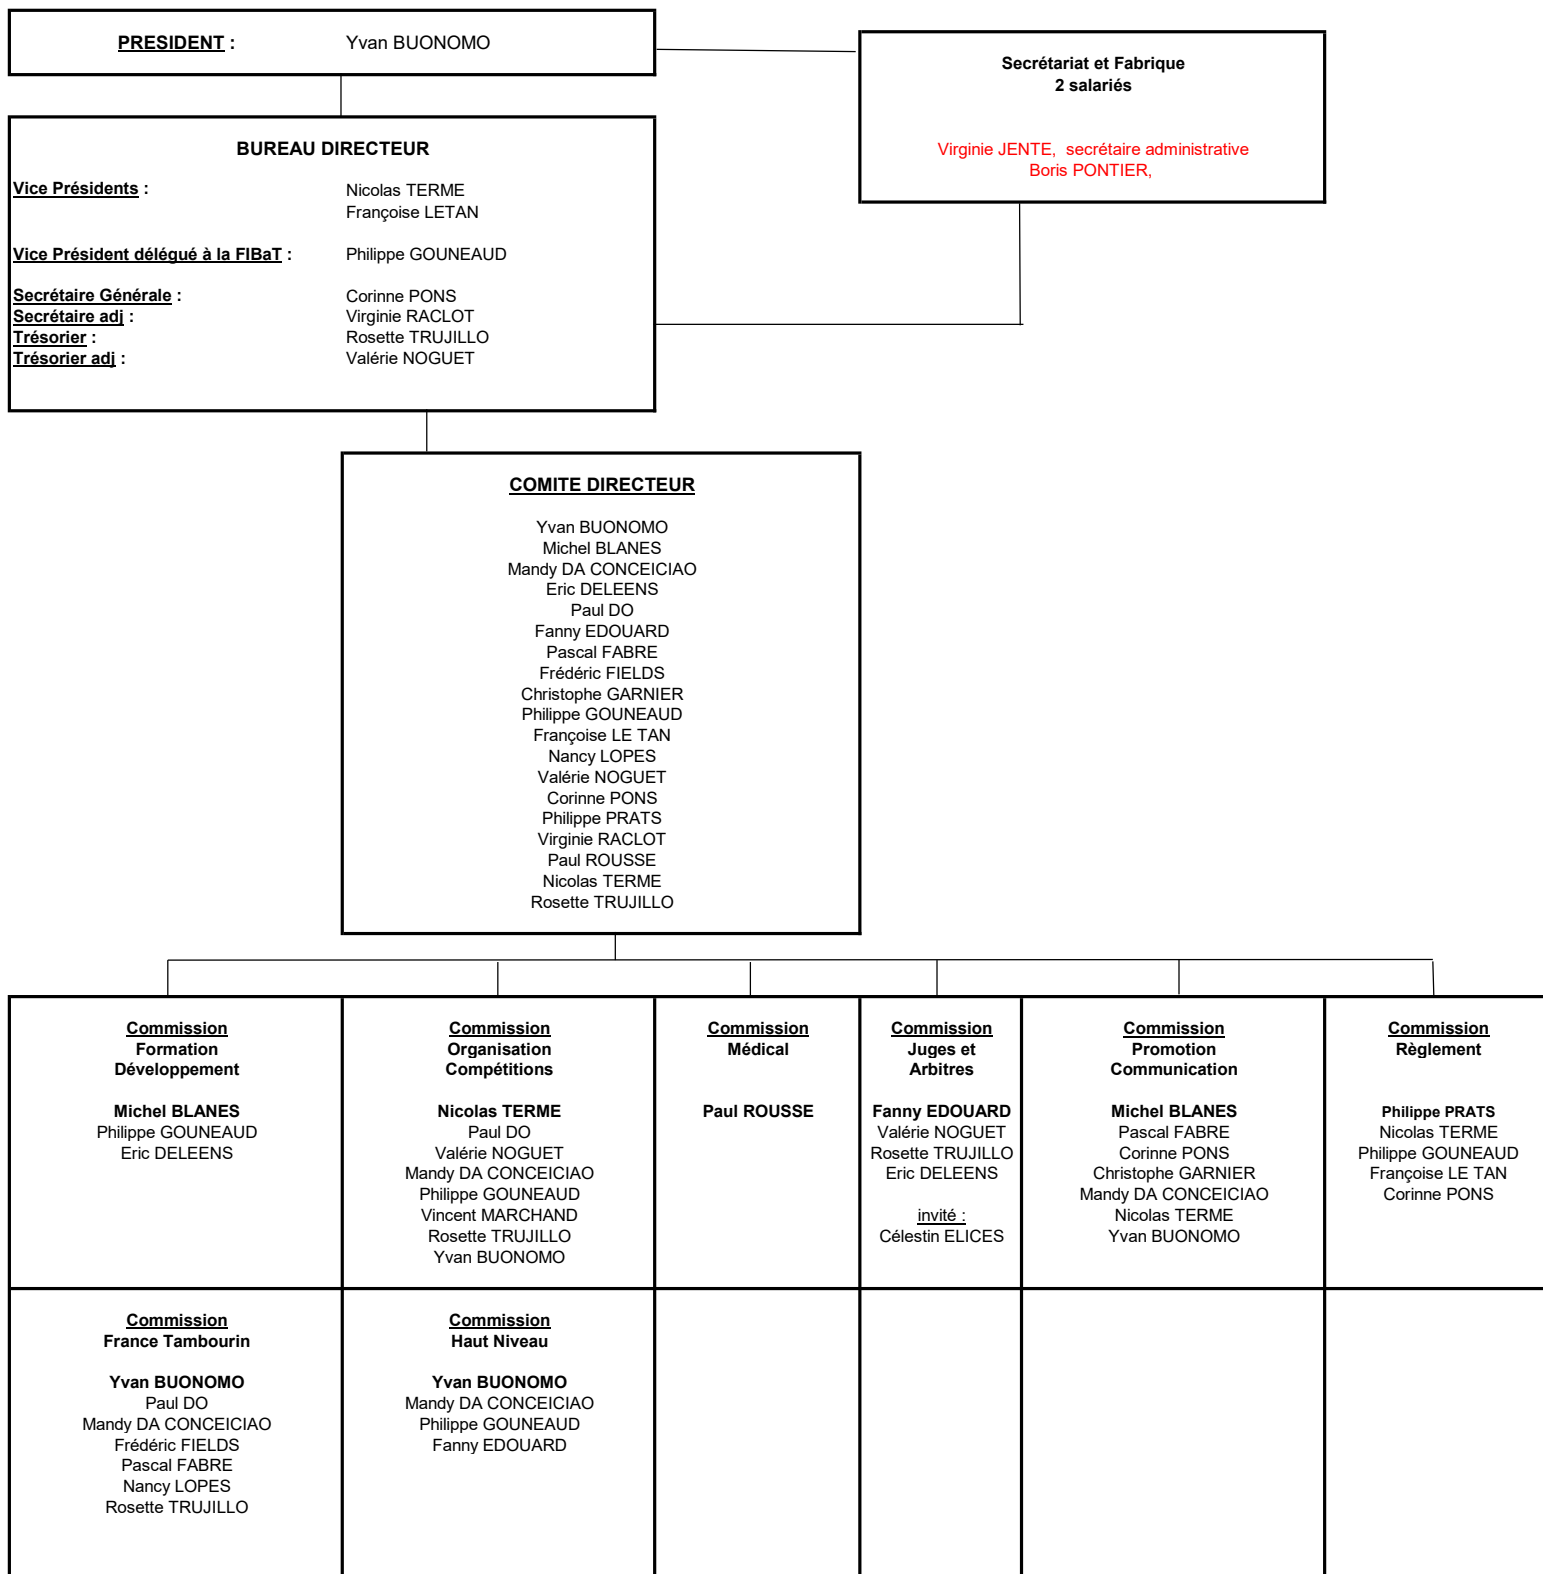 PRESIDENT : Yvan BUONOMO
Secrétariat et Fabrique
2 salariés
Virginie JENTE, secrétaire administrative
Boris PONTIER,
BUREAU DIRECTEUR
Vice Présidents : Nicolas TERME
Françoise LETAN
Vice Président délégué à la FIBaT : Philippe GOUNEAUD
Secrétaire Générale : Corinne PONS
Secrétaire adj : Virginie RACLOT
Trésorier : Rosette TRUJILLO
Trésorier adj : Valérie NOGUET
COMITE DIRECTEUR
Yvan BUONOMO
Michel BLANES
Mandy DA CONCEICIAO
Eric DELEENS
Paul DO
Fanny EDOUARD
Pascal FABRE
Frédéric FIELDS
Christophe GARNIER
Philippe GOUNEAUD
Françoise LE TAN
Nancy LOPES
Valérie NOGUET
Corinne PONS
Philippe PRATS
Virginie RACLOT
Paul ROUSSE
Nicolas TERME
Rosette TRUJILLO
Commission
Formation
Développement
Michel BLANES
Philippe GOUNEAUD
Eric DELEENS
Commission
Organisation
Compétitions
Nicolas TERME
Paul DO
Valérie NOGUET
Mandy DA CONCEICIAO
Philippe GOUNEAUD
Vincent MARCHAND
Rosette TRUJILLO
Yvan BUONOMO
Commission
Médical
Paul ROUSSE
Commission
Juges et
Arbitres
Fanny EDOUARD
Valérie NOGUET
Rosette TRUJILLO
Eric DELEENS
invité :
Célestin ELICES
Commission
Promotion
Communication
Michel BLANES
Pascal FABRE
Corinne PONS
Christophe GARNIER
Mandy DA CONCEICIAO
Nicolas TERME
Yvan BUONOMO
Commission
Règlement
Philippe PRATS
Nicolas TERME
Philippe GOUNEAUD
Françoise LE TAN
Corinne PONS
Commission
France Tambourin
Yvan BUONOMO
Paul DO
Mandy DA CONCEICIAO
Frédéric FIELDS
Pascal FABRE
Nancy LOPES
Rosette TRUJILLO
Commission
Haut Niveau
Yvan BUONOMO
Mandy DA CONCEICIAO
Philippe GOUNEAUD
Fanny EDOUARD